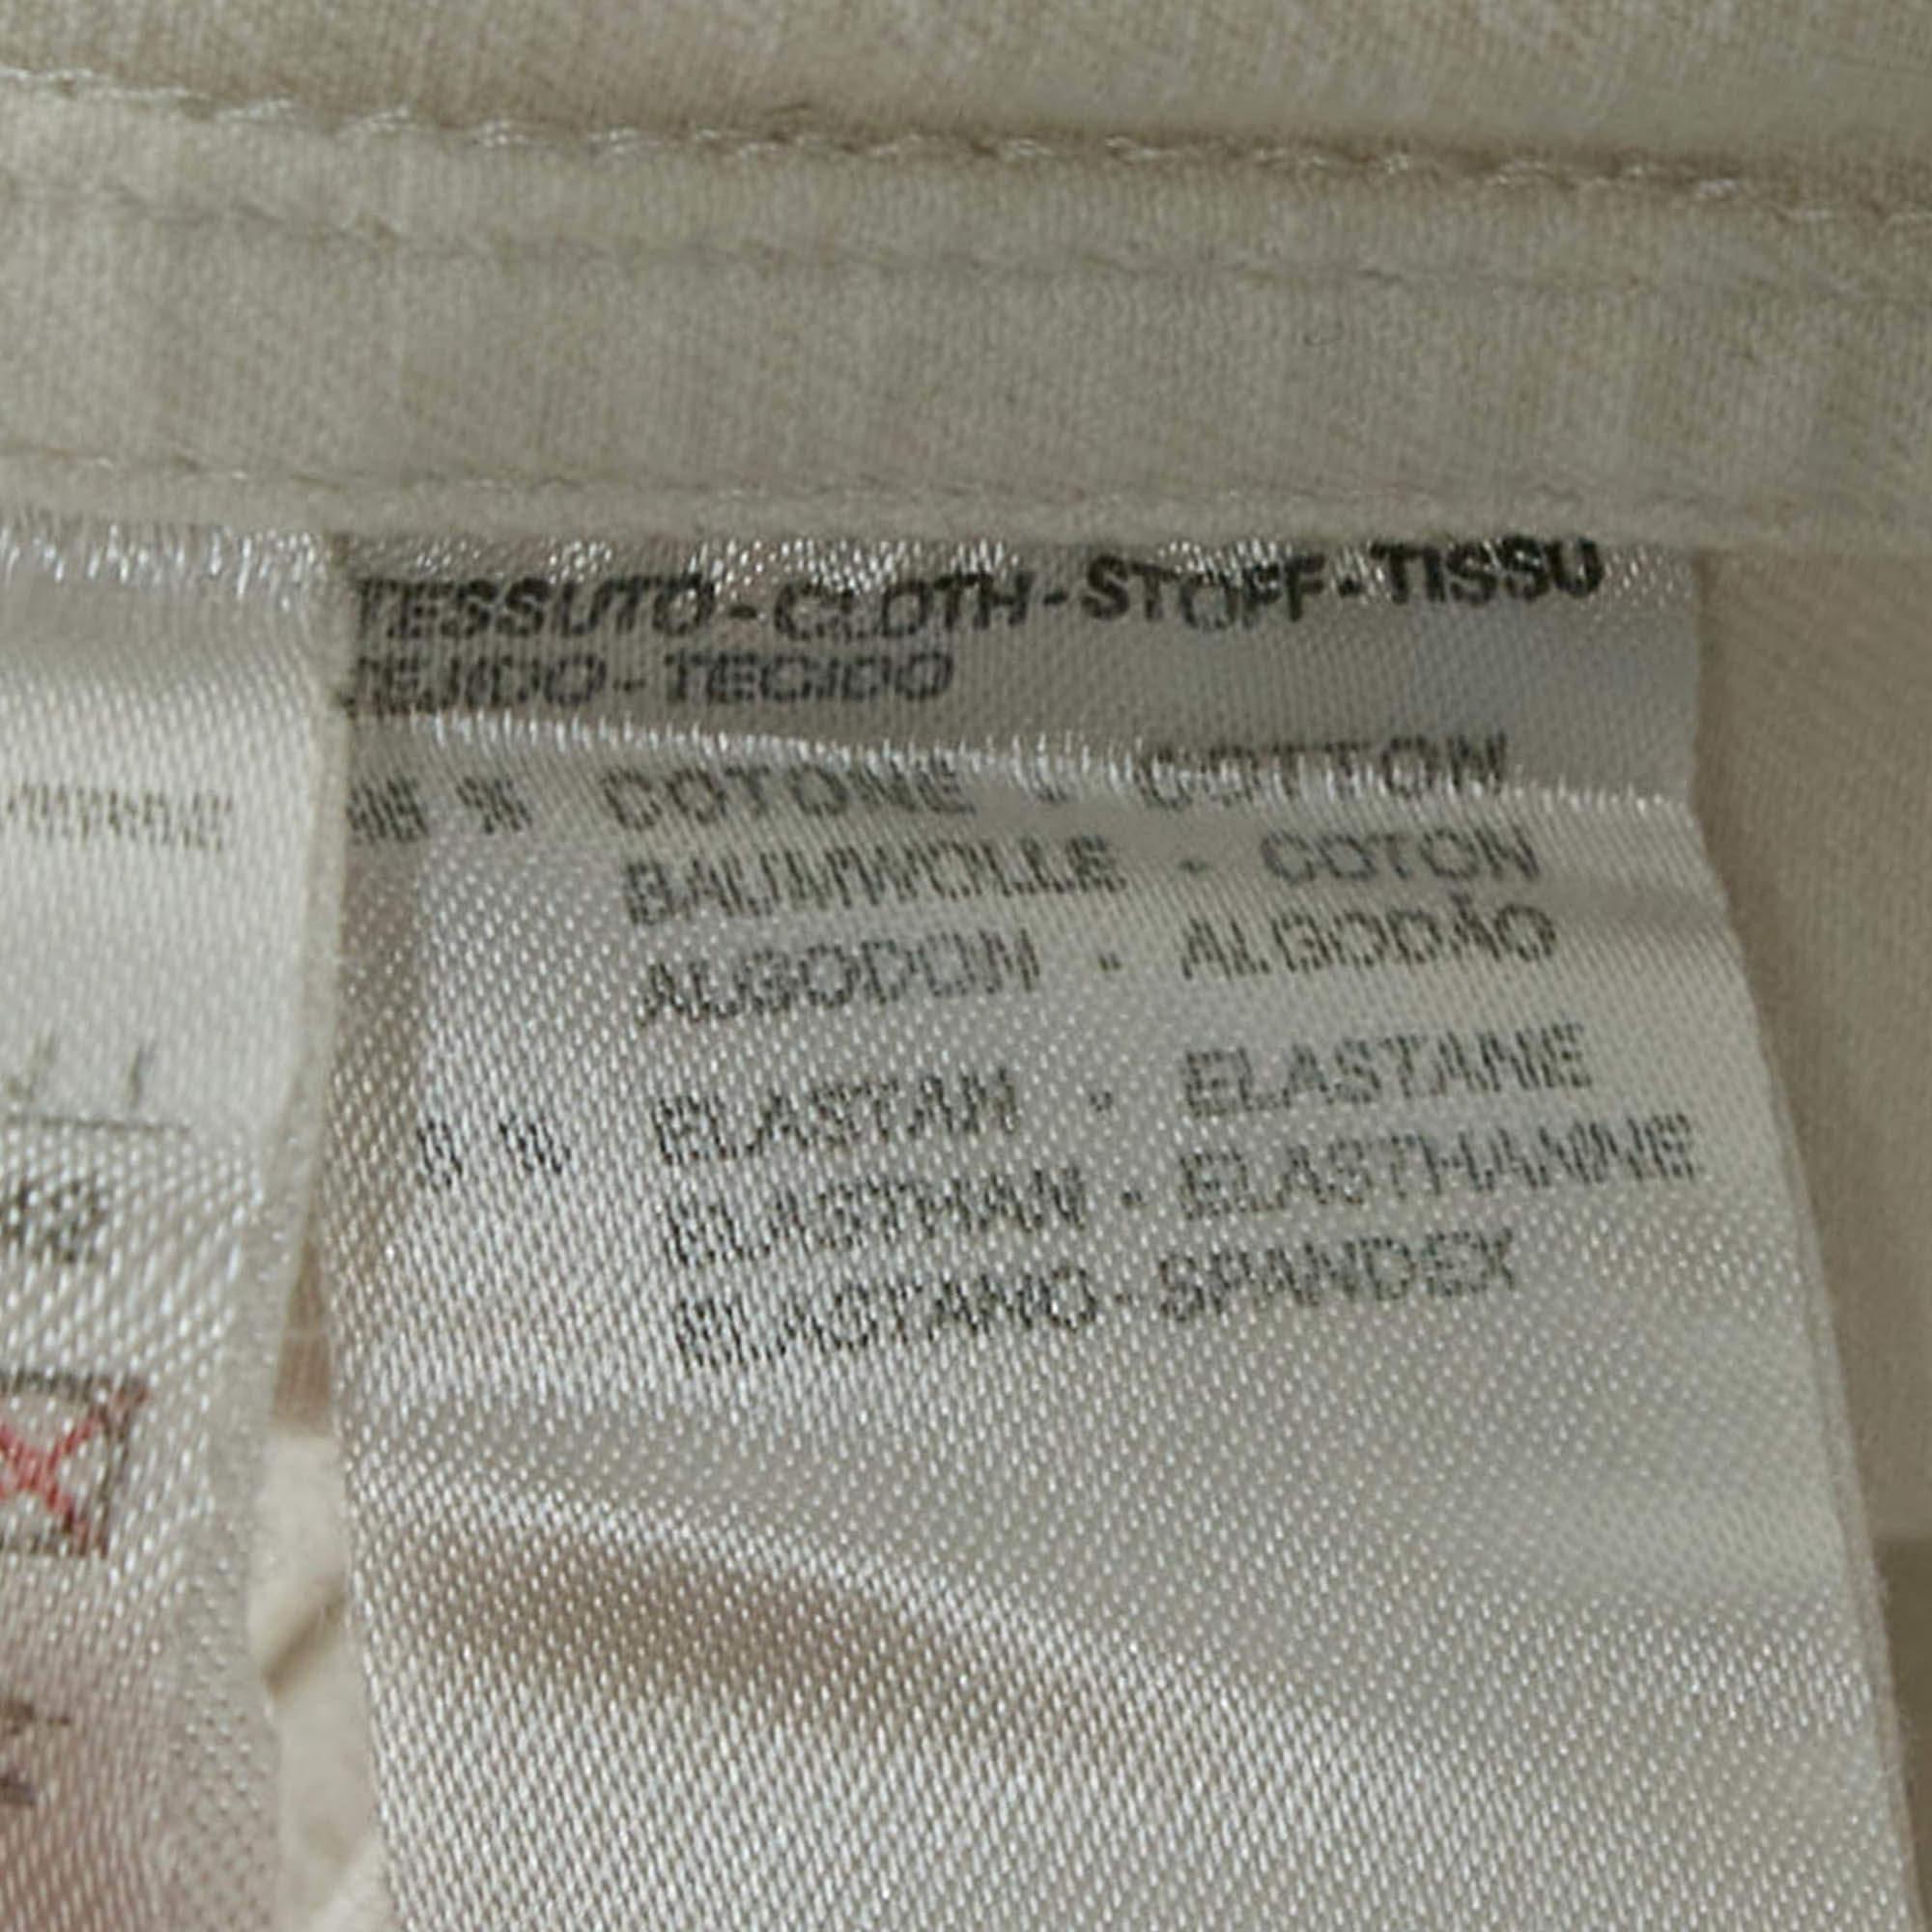 TESSUTO - CLOTH - STOFF - TISSU
TEJIDO - TECIDO
% COTONE - COTTON
BAUMWOLLE - COTON
ALGODON - ALGODÃO
% ELASTAN - ELASTANE
ELASTHAN - ELASTHANNE
ELASTANO - SPANDEX